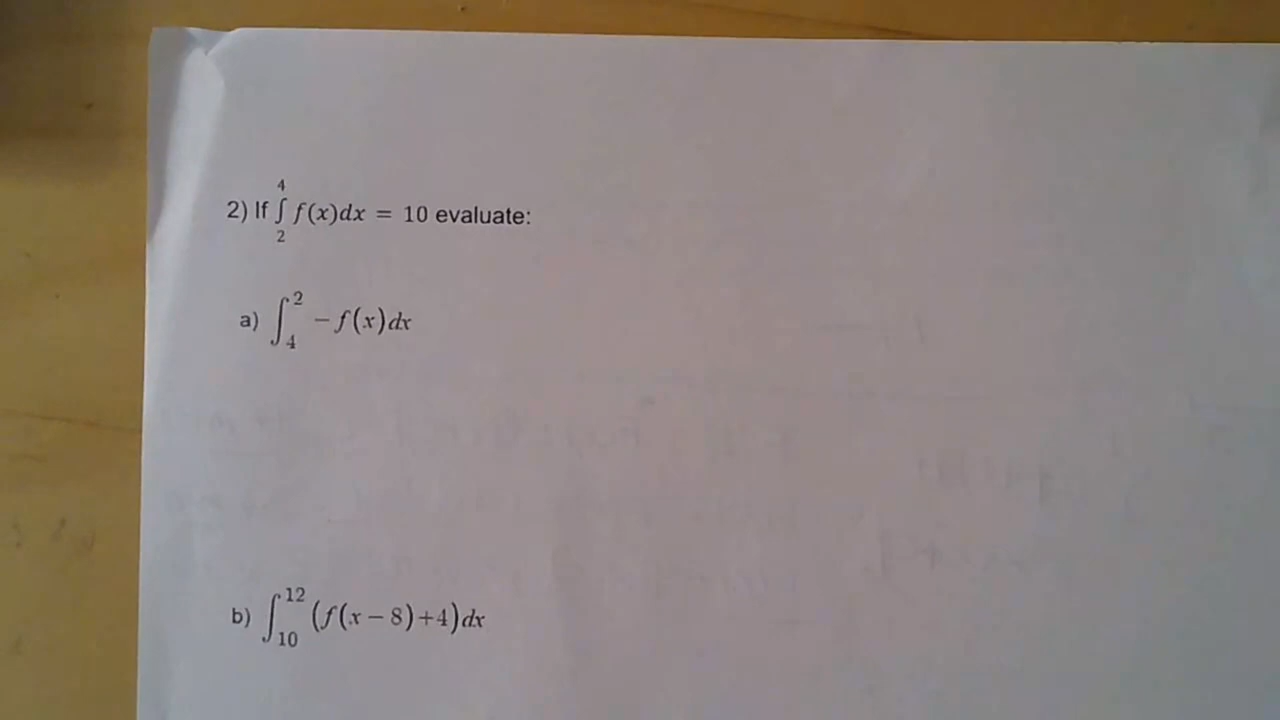 2) If ∫₂⁴ f(x)dx = 10 evaluate:
a) ∫₄² −f(x)dx
b) ∫₁₀¹² (f(x−8)+4)dx